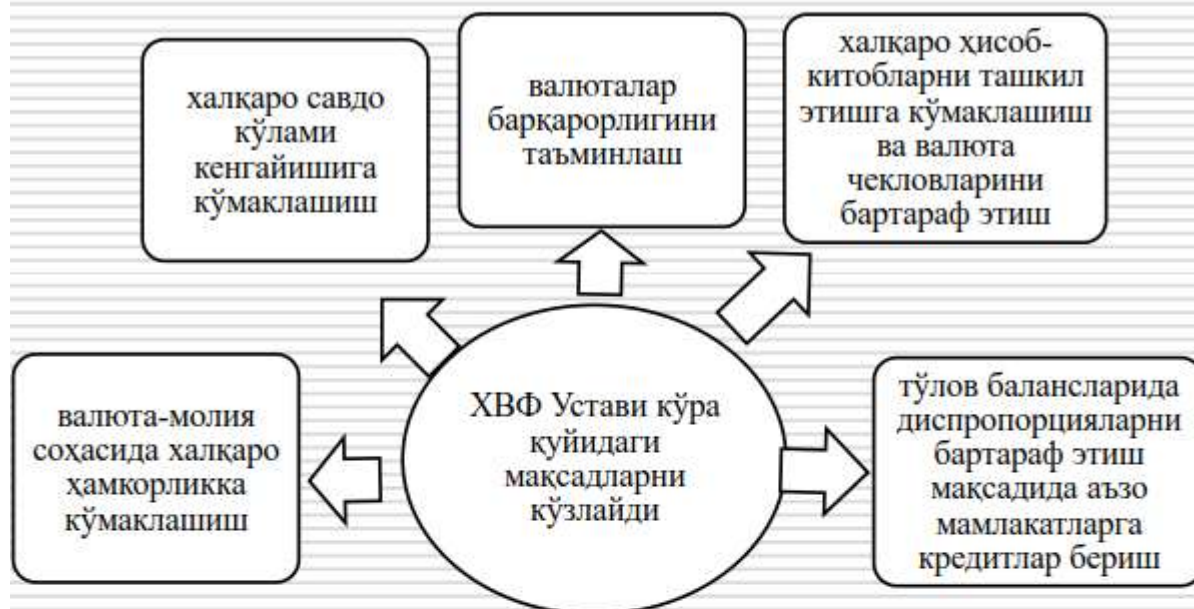 халқаро савдо
кўлами
кенгайишига
кўмаклашиш
валюталар
барқарорлигини
таъминлаш
халқаро ҳисоб-
китобларни ташкил
этишга кўмаклашиш
ва валюта
чекловларини
бартараф этиш
валюта-молия
соҳасида халқаро
ҳамкорликка
кўмаклашиш
ХВФ Устави кўра
қуйидаги
мақсадларни
кўзлайди
тўлов балансларида
диспропорцияларни
бартараф этиш
мақсадида аъзо
мамлакатларга
кредитлар бериш